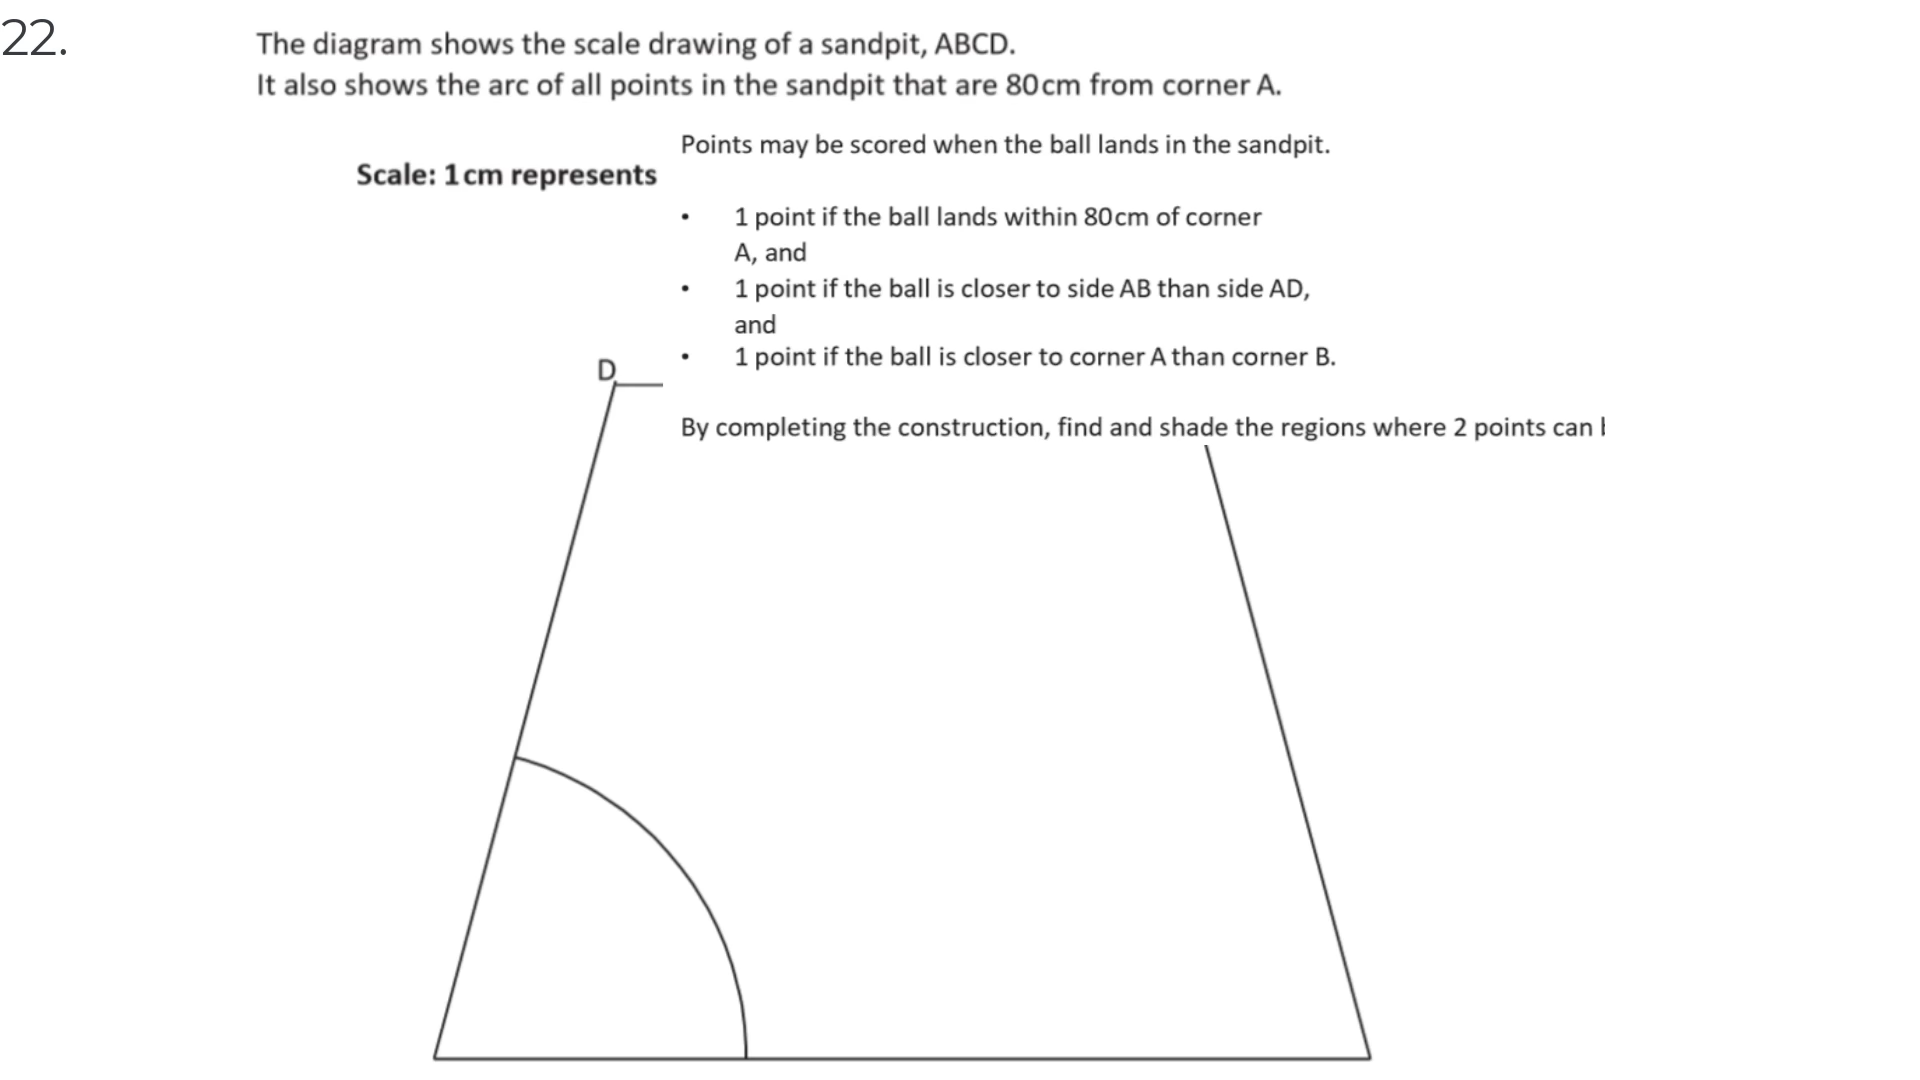 22.
The diagram shows the scale drawing of a sandpit, ABCD.
It also shows the arc of all points in the sandpit that are 80cm from corner A.
Scale: 1cm represents
Points may be scored when the ball lands in the sandpit.
• 1 point if the ball lands within 80cm of corner
A, and
• 1 point if the ball is closer to side AB than side AD,
and
• 1 point if the ball is closer to corner A than corner B.
D
By completing the construction, find and shade the regions where 2 points can